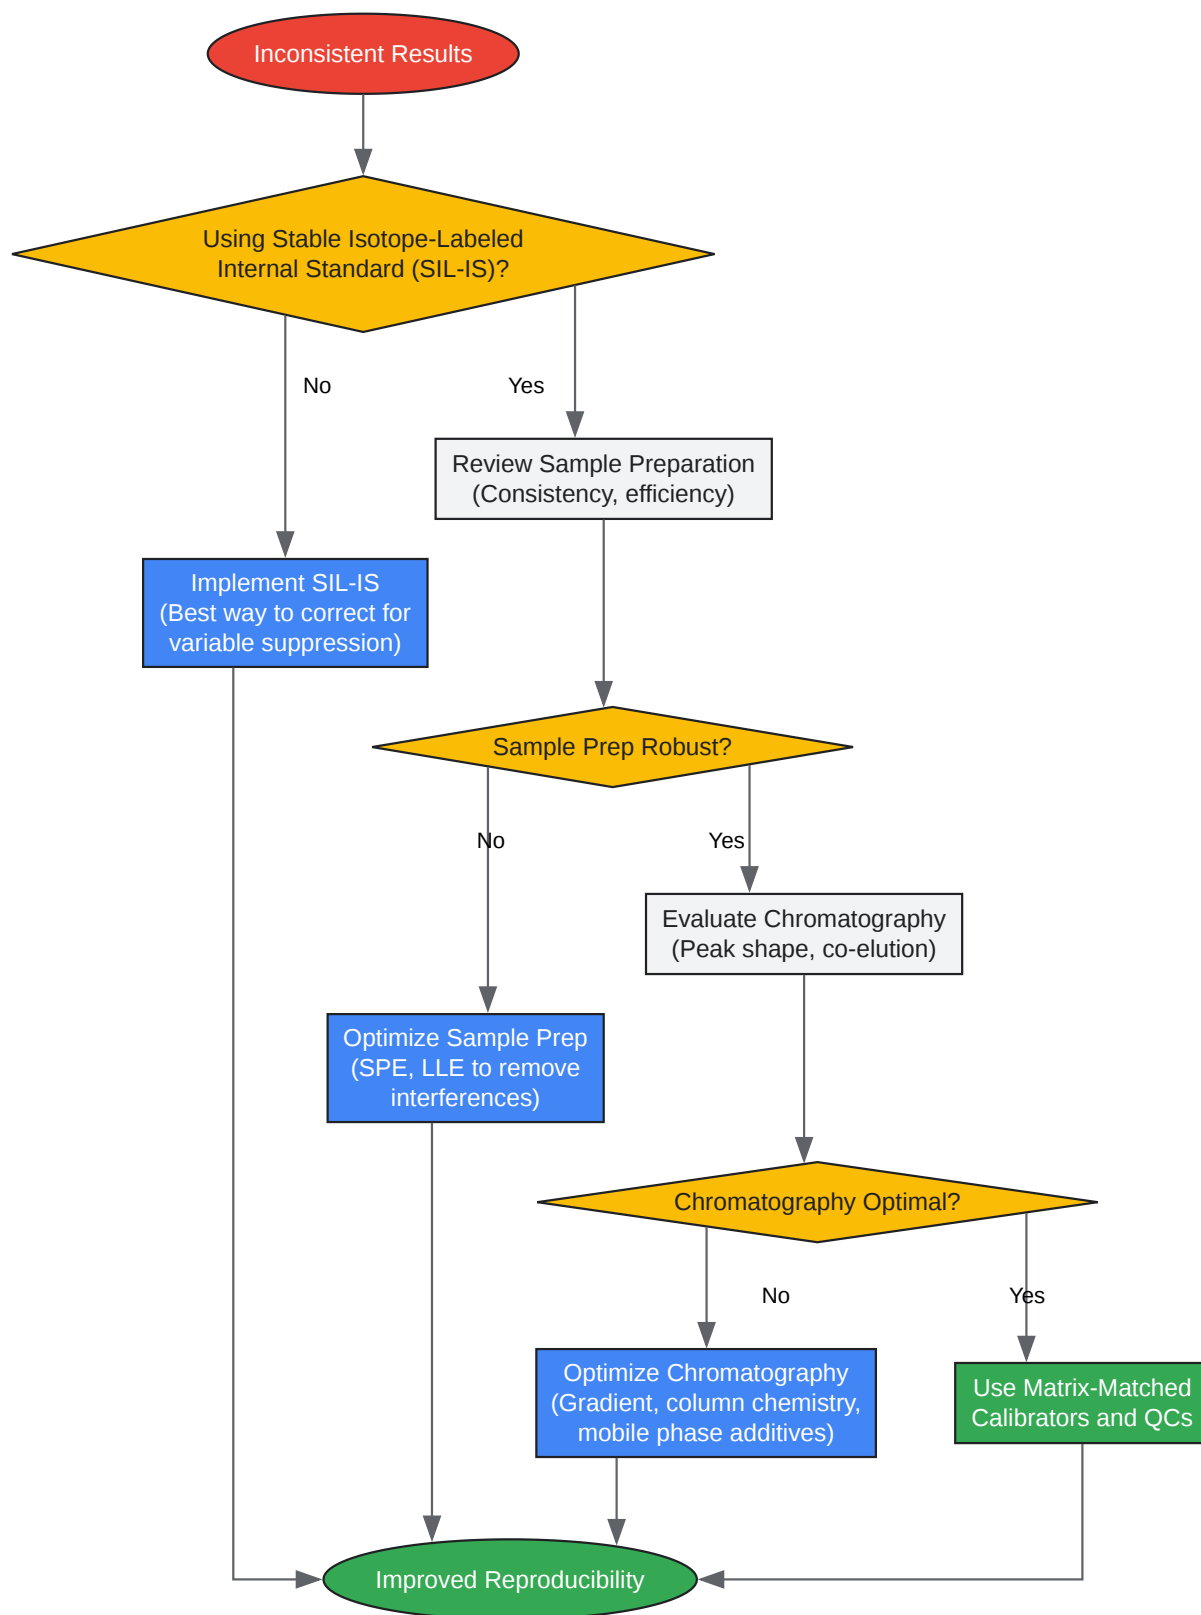 Inconsistent Results
Using Stable Isotope-Labeled
Internal Standard (SIL-IS)?
No
Yes
Review Sample Preparation
(Consistency, efficiency)
Implement SIL-IS
(Best way to correct for
variable suppression)
Sample Prep Robust?
No
Yes
Evaluate Chromatography
(Peak shape, co-elution)
Optimize Sample Prep
(SPE, LLE to remove
interferences)
Chromatography Optimal?
No
Yes
Optimize Chromatography
(Gradient, column chemistry,
mobile phase additives)
Use Matrix-Matched
Calibrators and QCs
Improved Reproducibility